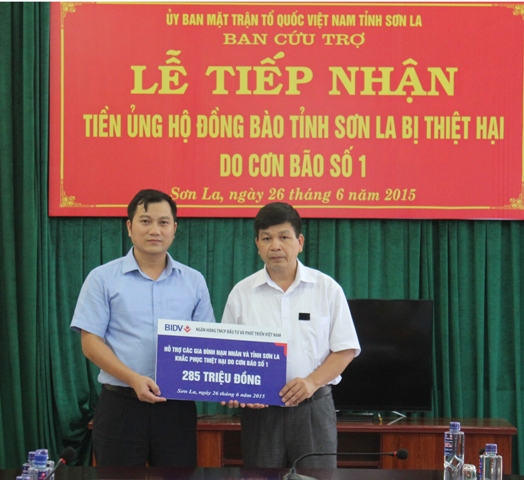 ỦY BAN MẶT TRẬN TỔ QUỐC VIỆT NAM TỈNH SƠN LA
BAN CỨU TRỢ
LỄ TIẾP NHẬN
TIỀN ỦNG HỘ ĐỒNG BÀO TỈNH SƠN LA BỊ THIỆT HẠI
DO CƠN BÃO SỐ 1
Sơn La, ngày 26 tháng 6 năm 2015
BIDV NGÂN HÀNG TMCP ĐẦU TƯ VÀ PHÁT TRIỂN VIỆT NAM
HỖ TRỢ CÁC GIA ĐÌNH NẠN NHÂN VÀ TỈNH SƠN LA
KHẮC PHỤC THIỆT HẠI DO CƠN BÃO SỐ 1
285 TRIỆU ĐỒNG
Sơn La, ngày 26 tháng 6 năm 2015